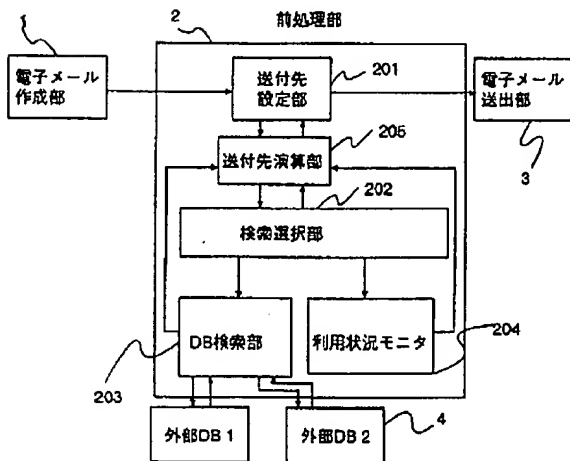 前処理部
1
2
電子メール
作成部
送付先
設定部
201
電子メール
送出部
3
205
送付先演算部
202
検索選択部
DB検索部
203
利用状況モニタ
204
外部DB1
外部DB2
4